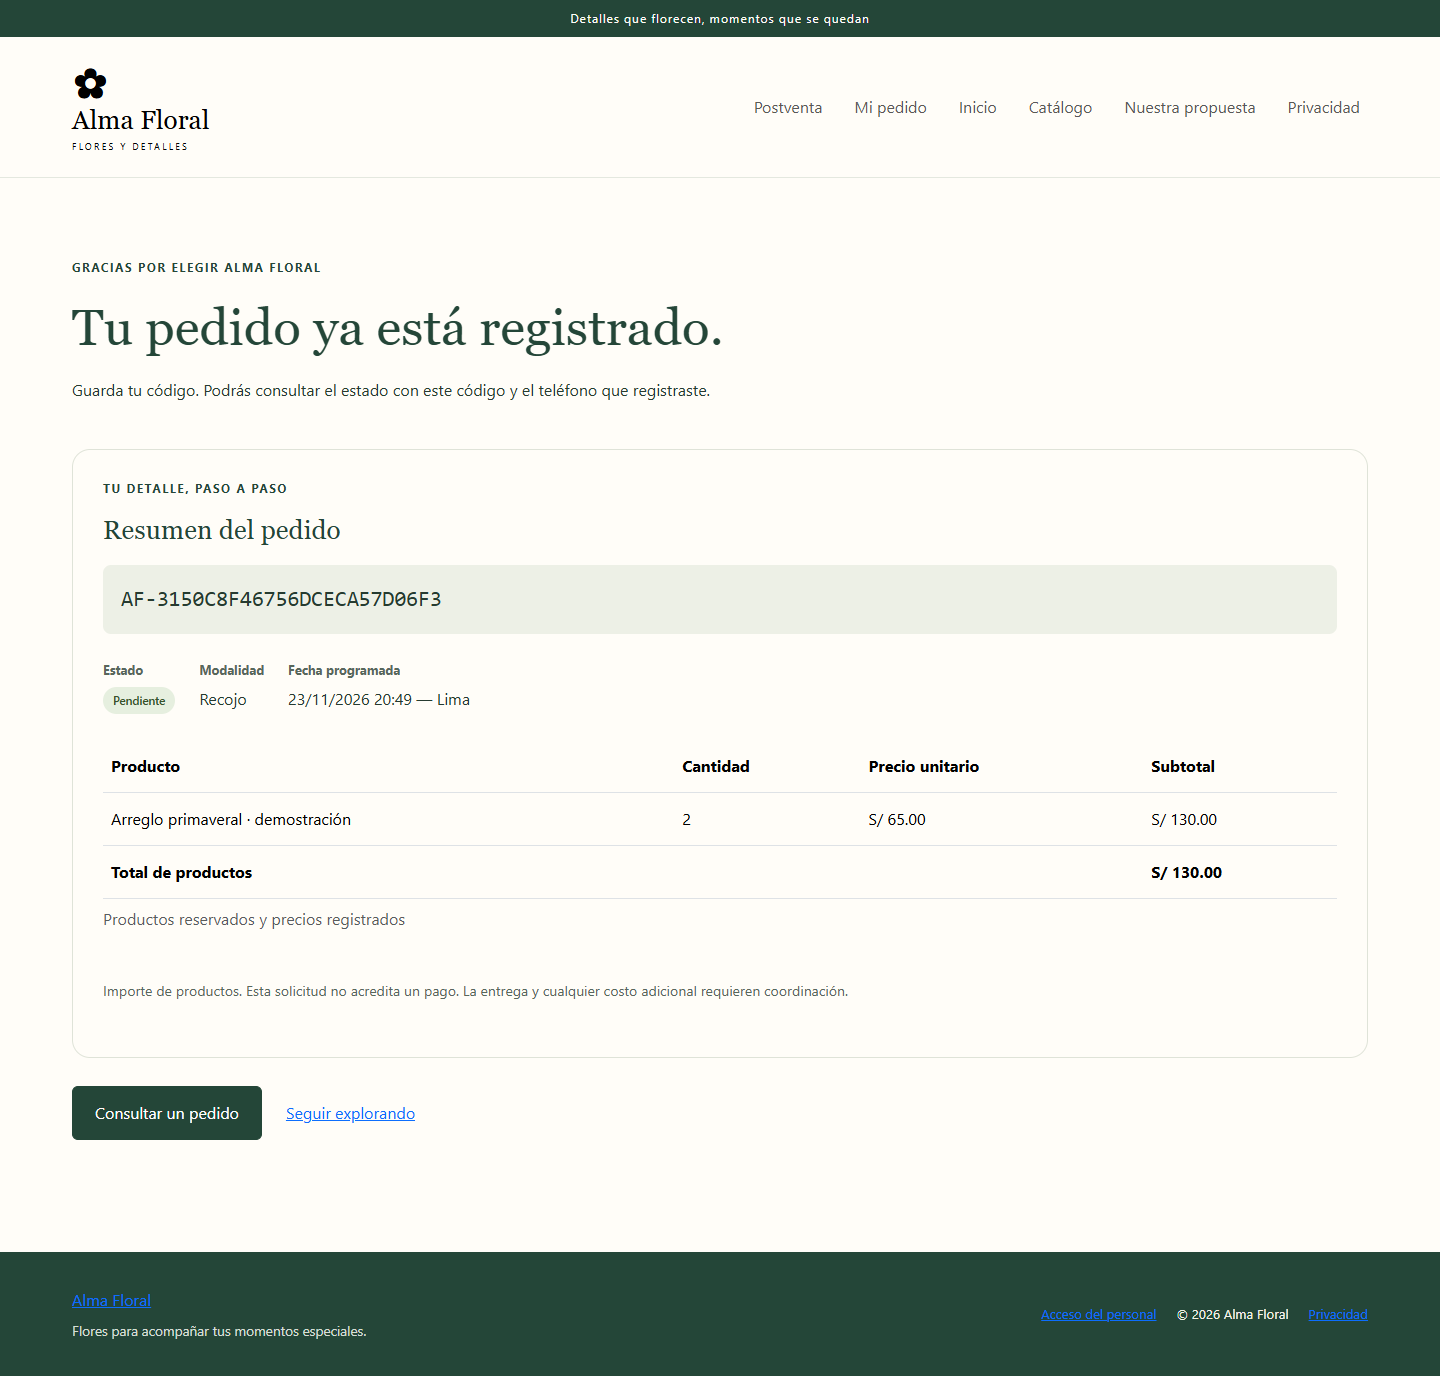 Detalles que florecen, momentos que se quedan
Alma Floral
FLORES Y DETALLES
Postventa Mi pedido Inicio Catálogo Nuestra propuesta Privacidad
GRACIAS POR ELEGIR ALMA FLORAL
Tu pedido ya está registrado.
Guarda tu código. Podrás consultar el estado con este código y el teléfono que registraste.
TU DETALLE, PASO A PASO
Resumen del pedido
AF-3150C8F46756DCECA57D06F3
Estado Modalidad Fecha programada
Pendiente Recojo 23/11/2026 20:49 — Lima
Producto Cantidad Precio unitario Subtotal
Arreglo primaveral · demostración 2 S/ 65.00 S/ 130.00
Total de productos S/ 130.00
Productos reservados y precios registrados
Importe de productos. Esta solicitud no acredita un pago. La entrega y cualquier costo adicional requieren coordinación.
Consultar un pedido Seguir explorando
Alma Floral
Flores para acompañar tus momentos especiales.
Acceso del personal © 2026 Alma Floral Privacidad